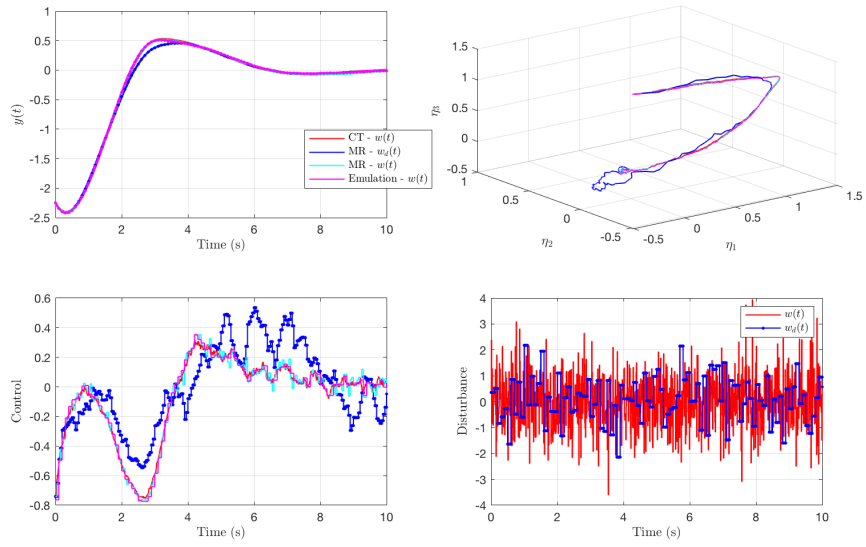 1
0.5
0
-0.5
-1
-1.5
-2
-2.5
y(t)
0 2 4 6 8 10
Time (s)
CT - w(t)
MR - w_d(t)
MR - w(t)
Emulation - w(t)
1.5
1
0.5
0
-0.5
η₃
1
0.5
0
-0.5
η₂
-0.5
0
0.5
1
1.5
η₁
0.6
0.4
0.2
0
-0.2
-0.4
-0.6
-0.8
Control
0 2 4 6 8 10
Time (s)
4
3
2
1
0
-1
-2
-3
-4
Disturbance
0 2 4 6 8 10
Time (s)
w(t)
w_d(t)